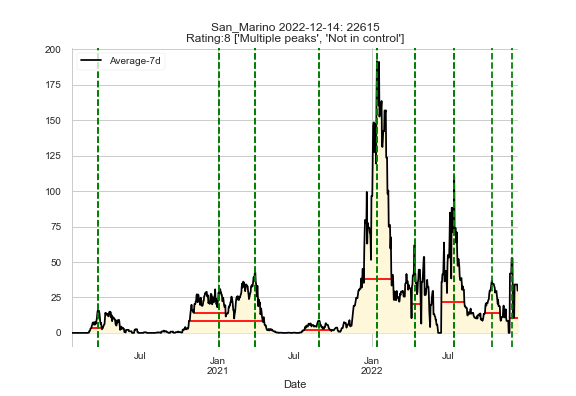 San_Marino 2022-12-14: 22615
Rating:8 ['Multiple peaks', 'Not in control']
200
175
150
125
100
75
50
25
0
Average-7d
Jul
Jan
2021
Jul
Jan
2022
Jul
Date